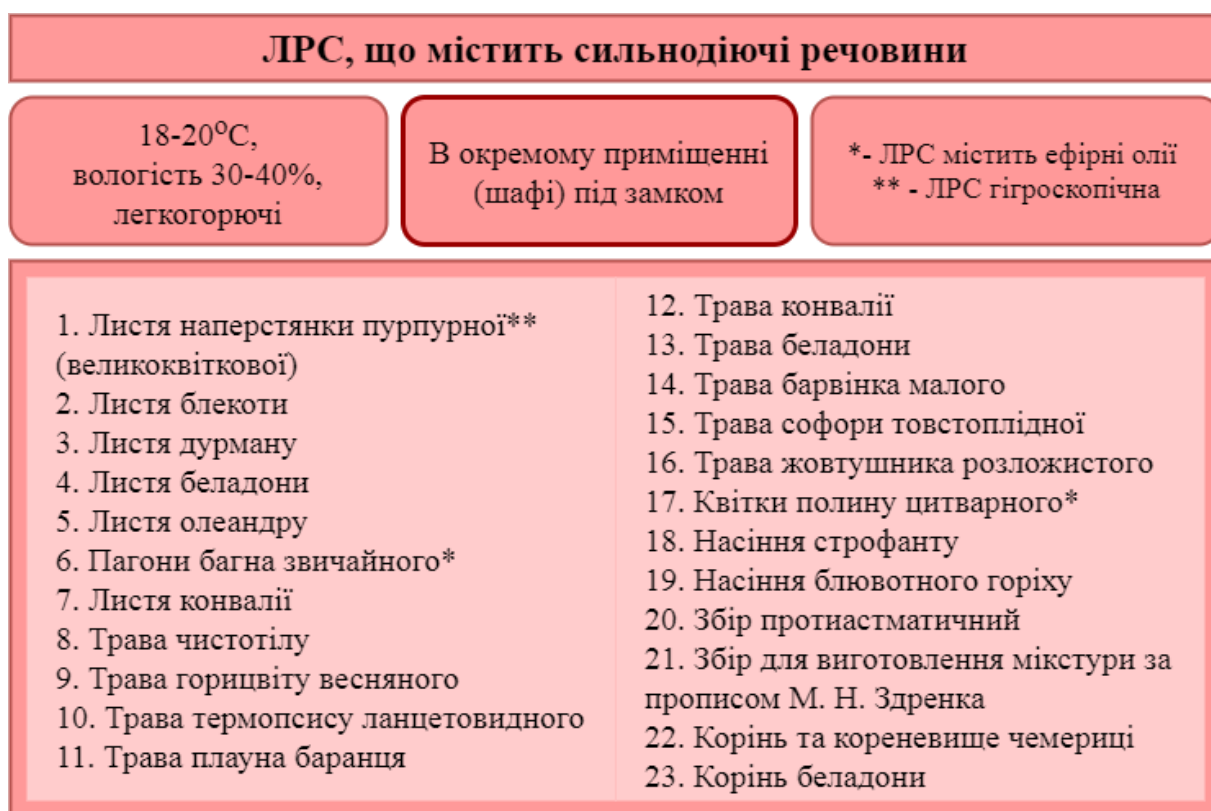 ЛРС, що містить сильнодіючі речовини
18-20°С,
вологість 30-40%,
легкогорючі
В окремому приміщенні
(шафі) під замком
*- ЛРС містить ефірні олії
** - ЛРС гігроскопічна
1. Листя наперстянки пурпурної**
(великоквіткової)
2. Листя блекоти
3. Листя дурману
4. Листя беладони
5. Листя олеандру
6. Пагони багна звичайного*
7. Листя конвалії
8. Трава чистотілу
9. Трава горицвіту весняного
10. Трава термопсису ланцетовидного
11. Трава плауна баранця
12. Трава конвалії
13. Трава беладони
14. Трава барвінка малого
15. Трава софори товстоплідної
16. Трава жовтушника розложистого
17. Квітки полину цитварного*
18. Насіння строфанту
19. Насіння блювотного горіху
20. Збір протиастматичний
21. Збір для виготовлення мікстури за
прописом М. Н. Здренка
22. Корінь та кореневище чемериці
23. Корінь беладони